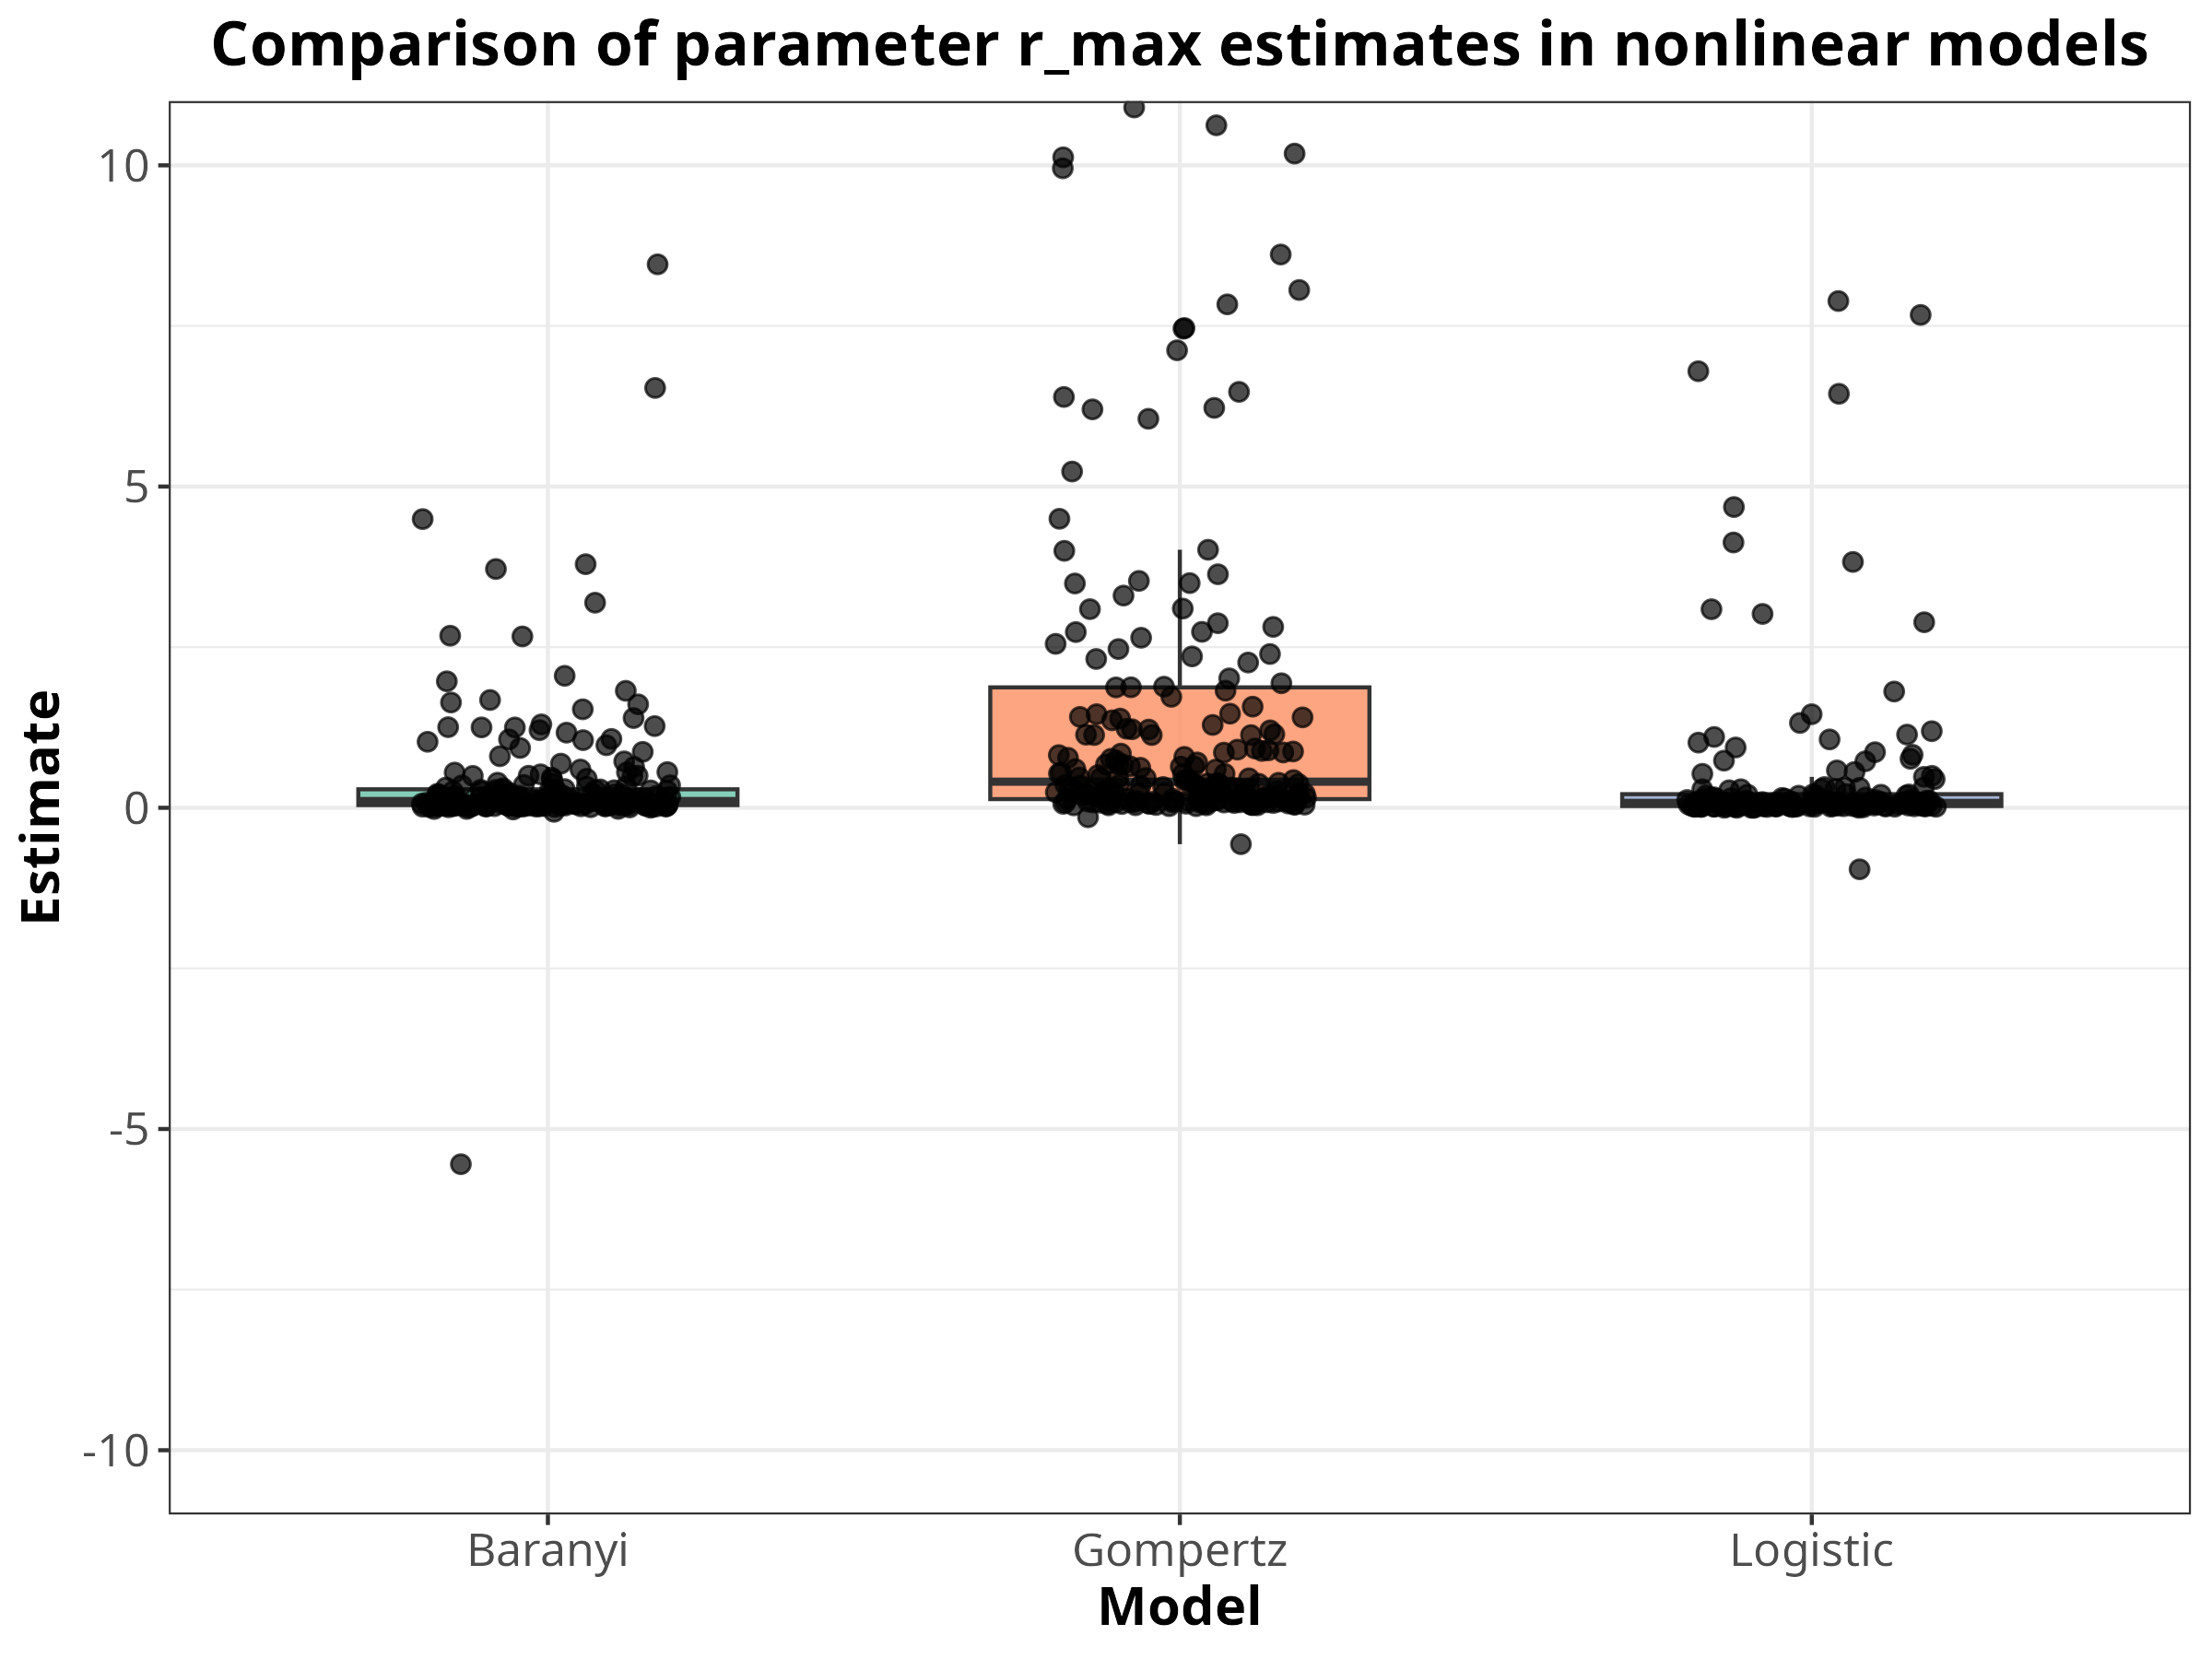 Comparison of parameter r_max estimates in nonlinear models
Estimate
10
5
0
-5
-10
Baranyi
Gompertz
Logistic
Model